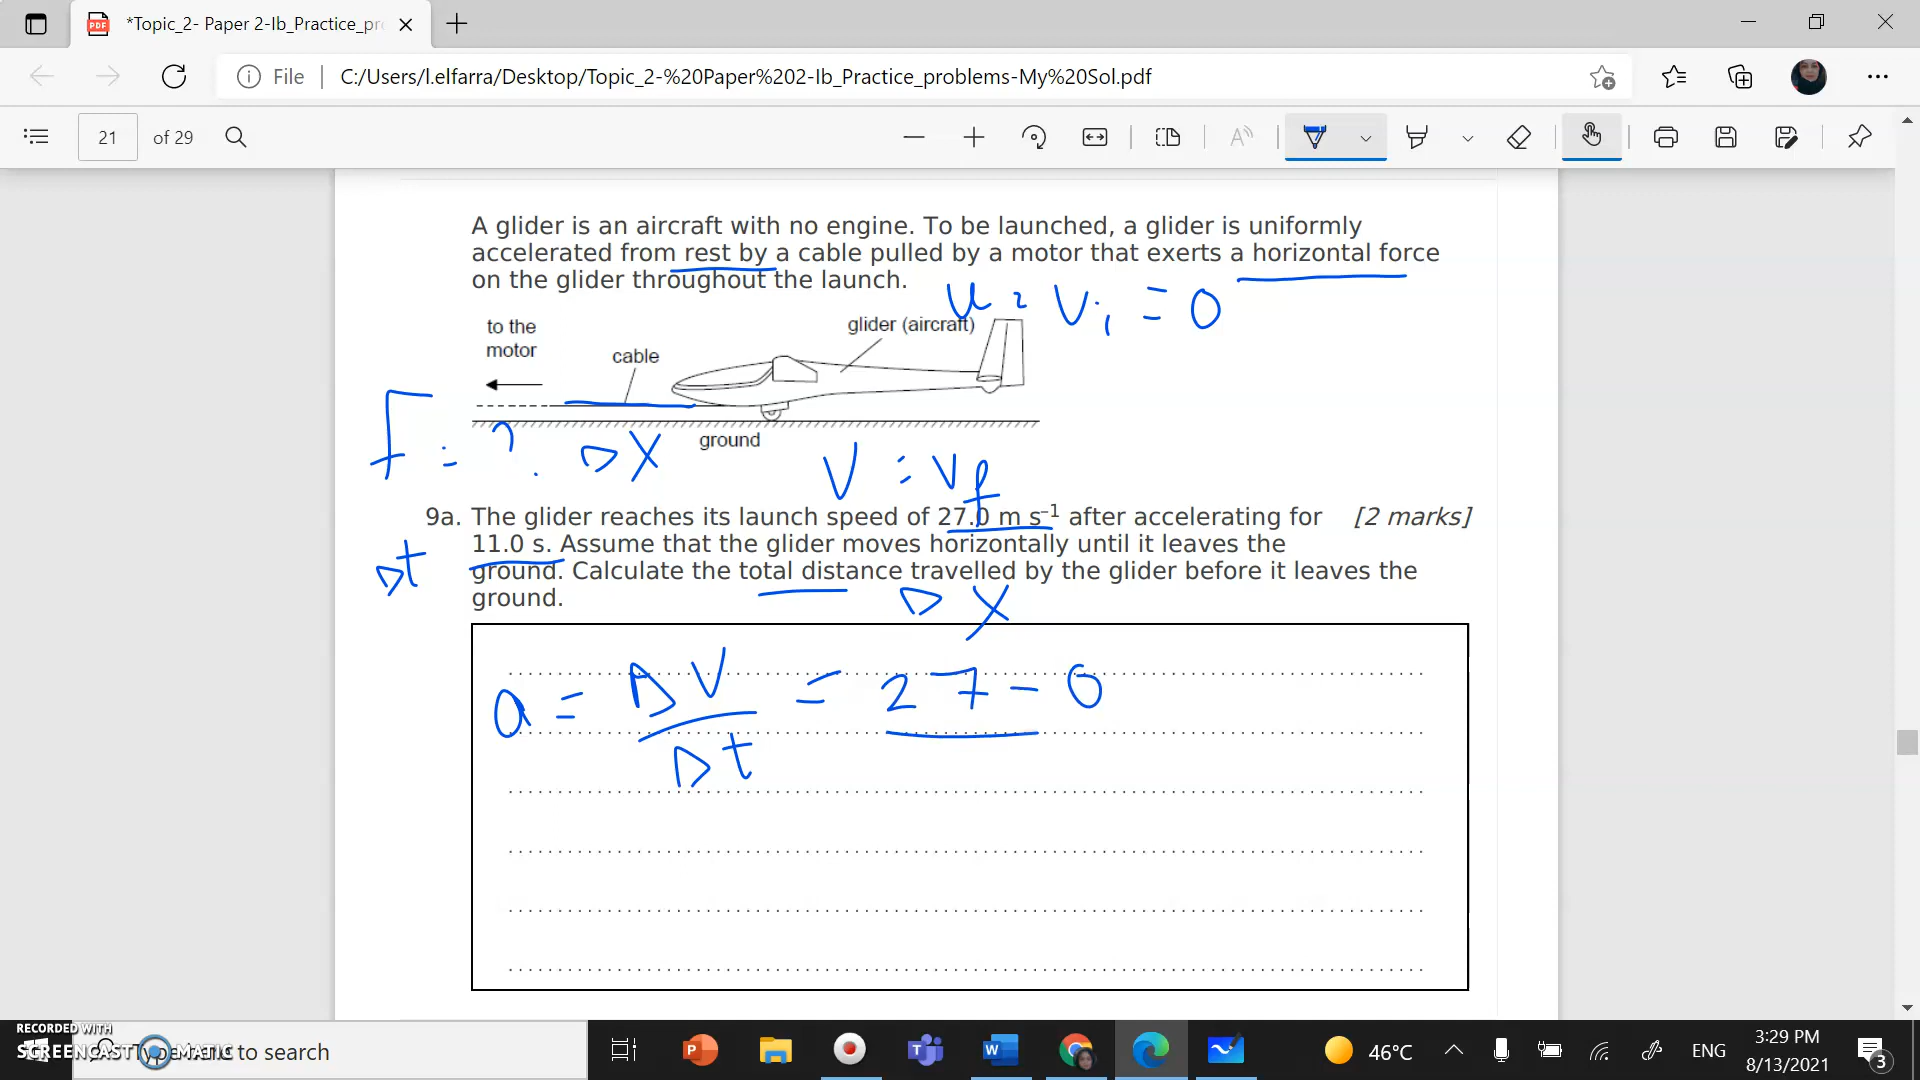 *Topic_2- Paper 2-Ib_Practice_pr
File
C:/Users/l.elfarra/Desktop/Topic_2-%20Paper%202-Ib_Practice_problems-My%20Sol.pdf
21 of 29
A glider is an aircraft with no engine. To be launched, a glider is uniformly
accelerated from rest by a cable pulled by a motor that exerts a horizontal force
on the glider throughout the launch.
u = Vi = 0
to the
motor
cable
glider (aircraft)
ground
F = ?
Δ X
V = Vf
9a. The glider reaches its launch speed of 27.0 m s⁻¹ after accelerating for [2 marks]
11.0 s. Assume that the glider moves horizontally until it leaves the
ground. Calculate the total distance travelled by the glider before it leaves the
ground.
Δt
Δ X
a = ΔV = 27 - 0
Δt
RECORDED WITH
SCREENCAST MATIC
Type here to search
46°C
ENG
3:29 PM
8/13/2021
3